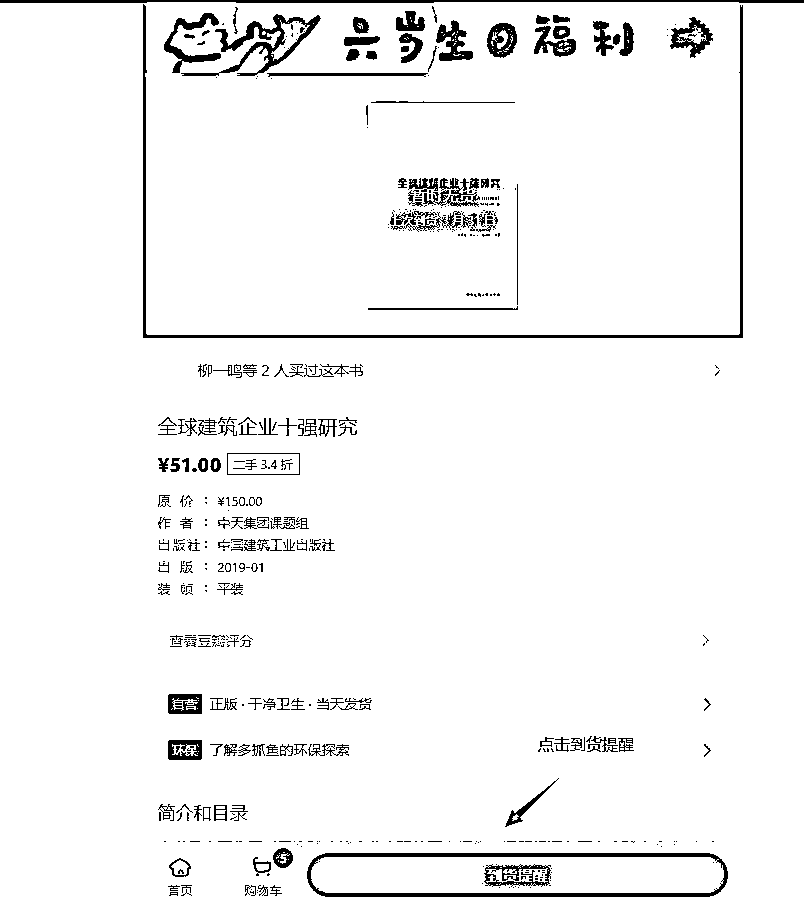 生日福利
全球建筑企业十强研究
暂时无货
柳一鸣等 2 人买过这本书
全球建筑企业十强研究
¥51.00 二手 3.4 折
原 价 : ¥150.00
作 者 : 中天集团课题组
出版社: 中国建筑工业出版社
出 版 : 2019-01
装 帧 : 平装
查看豆瓣评分
自营 正版 · 干净卫生 · 当天发货
环保 了解多抓鱼的环保探索
点击到货提醒
简介和目录
5
到货提醒
首页
购物车